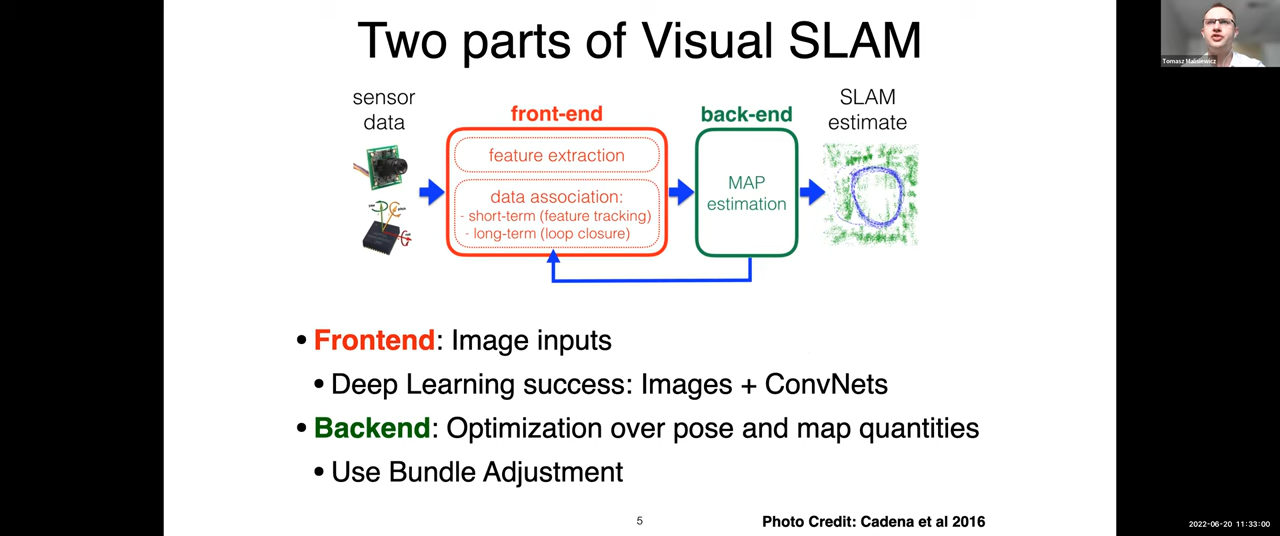 Two parts of Visual SLAM
Tomasz Malisiewicz
sensor
data
front-end
feature extraction
data association:
- short-term (feature tracking)
- long-term (loop closure)
back-end
MAP
estimation
SLAM
estimate
• Frontend: Image inputs
• Deep Learning success: Images + ConvNets
• Backend: Optimization over pose and map quantities
• Use Bundle Adjustment
5
Photo Credit: Cadena et al 2016
2022-06-20 11:33:00